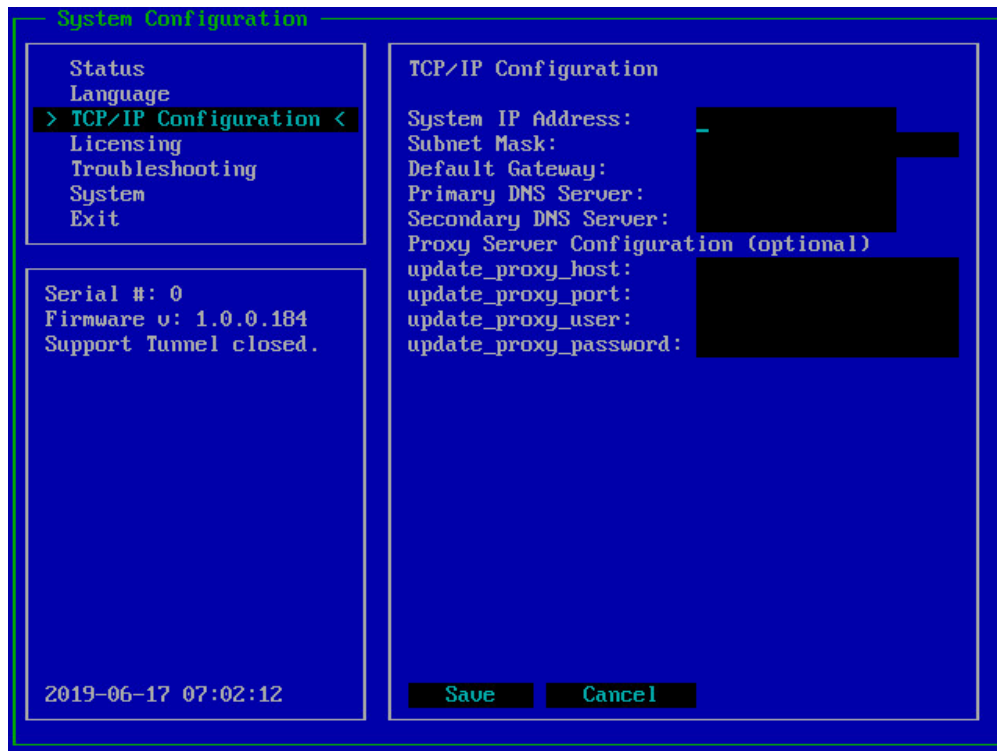 System Configuration
Status
Language
> TCP/IP Configuration <
Licensing
Troubleshooting
System
Exit
Serial #: 0
Firmware v: 1.0.0.184
Support Tunnel closed.
2019-06-17 07:02:12
TCP/IP Configuration
System IP Address:
Subnet Mask:
Default Gateway:
Primary DNS Server:
Secondary DNS Server:
Proxy Server Configuration (optional)
update_proxy_host:
update_proxy_port:
update_proxy_user:
update_proxy_password:
Save Cancel